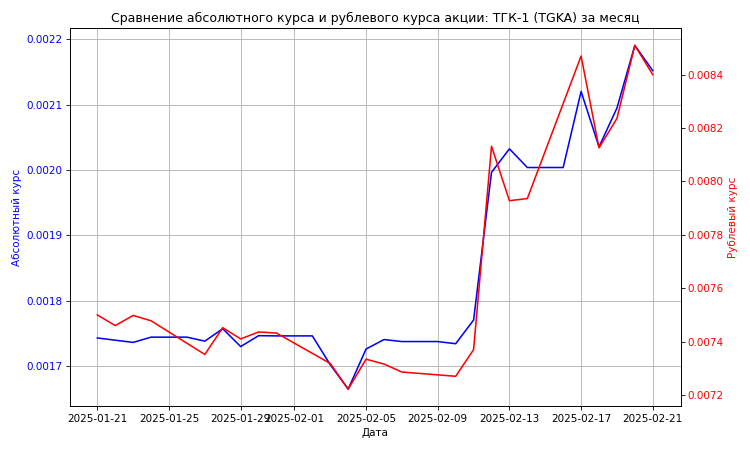 Сравнение абсолютного курса и рублевого курса акции: ТГК-1 (TGKA) за месяц
0.0022
0.0021
0.0020
0.0019
0.0018
0.0017
Абсолютный курс
0.0084
0.0082
0.0080
0.0078
0.0076
0.0074
0.0072
Рублевый курс
2025-01-21 2025-01-25 2025-01-29 2025-02-01 2025-02-05 2025-02-09 2025-02-13 2025-02-17 2025-02-21
Дата